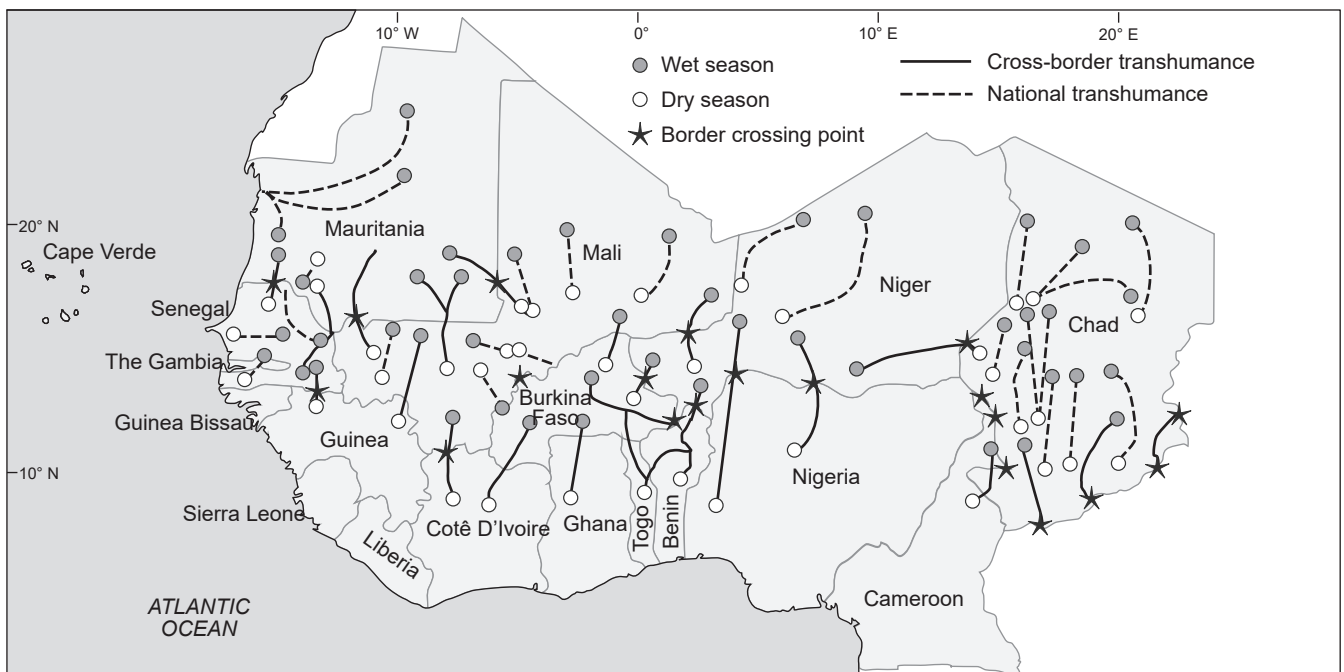 10° W
0°
10° E
20° E
Wet season
Dry season
Border crossing point
Cross-border transhumance
National transhumance
20° N
10° N
Cape Verde
Mauritania
Mali
Niger
Chad
Senegal
The Gambia
Guinea Bissau
Guinea
Burkina
Faso
Sierra Leone
Liberia
Cotê D'Ivoire
Ghana
Togo
Benin
Nigeria
Cameroon
ATLANTIC
OCEAN